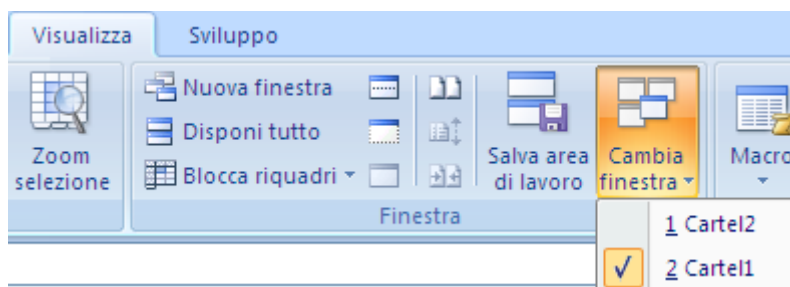 Visualizza Sviluppo
Nuova finestra
Disponi tutto
Blocca riquadri
Zoom
selezione
Salva area
di lavoro
Cambia
finestra
Macro
Finestra
1 Cartel2
2 Cartel1